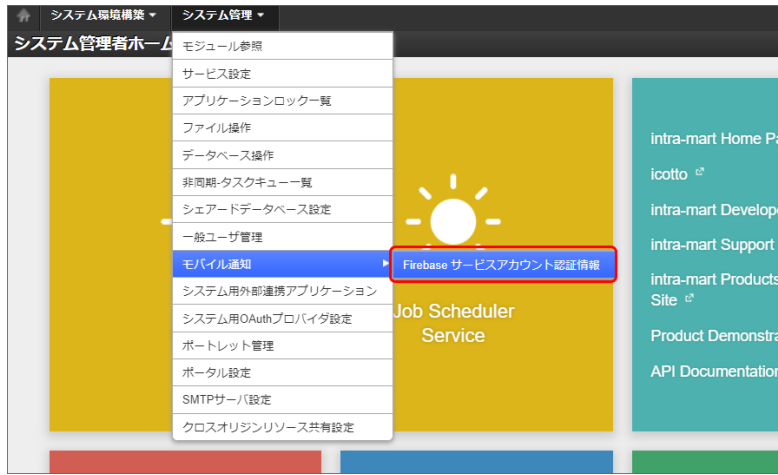 システム環境構築▼ システム管理▼
システム管理者ホーム
モジュール参照
サービス設定
アプリケーションロック一覧
ファイル操作
データベース操作
非同期-タスクキュー一覧
シェアードデータベース設定
一般ユーザ管理
モバイル通知
Firebase サービスアカウント認証情報
システム用外部連携アプリケーション
システム用OAuthプロバイダ設定
ポートレット管理
ポータル設定
SMTPサーバ設定
クロスオリジンリソース共有設定
Job Scheduler
Service
intra-mart Home Pa
icotto
intra-mart Develope
intra-mart Support
intra-mart Products
Site
Product Demonstra
API Documentation